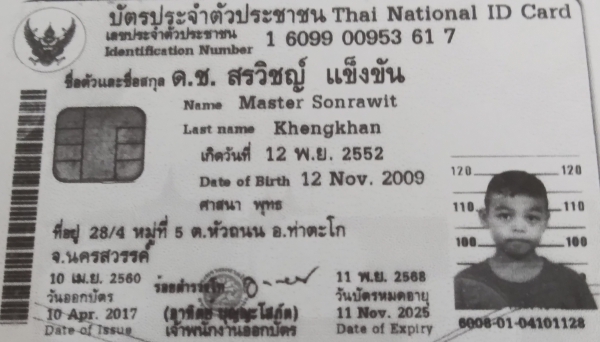 บัตรประจำตัวประชาชน Thai National ID Card
เลขประจำตัวประชาชน
Identification Number 1 6099 00953 61 7
ชื่อตัวและชื่อสกุล ด.ช. สรวิชญ์ แข็งขัน
Name Master Sonrawit
Last name Khengkhan
เกิดวันที่ 12 พ.ย. 2552
Date of Birth 12 Nov. 2009
ศาสนา พุทธ
ที่อยู่ 28/4 หมู่ที่ 5 ต.หัวถนน อ.ท่าตะโก
จ.นครสวรรค์
10 เม.ย. 2560
วันออกบัตร
10 Apr. 2017
Date of Issue
ร้อยตำรวจโท
เจ้าพนักงานออกบัตร
11 พ.ย. 2568
วันบัตรหมดอายุ
11 Nov. 2025
Date of Expiry
120 120
110 110
100 100
6008-01-04101128